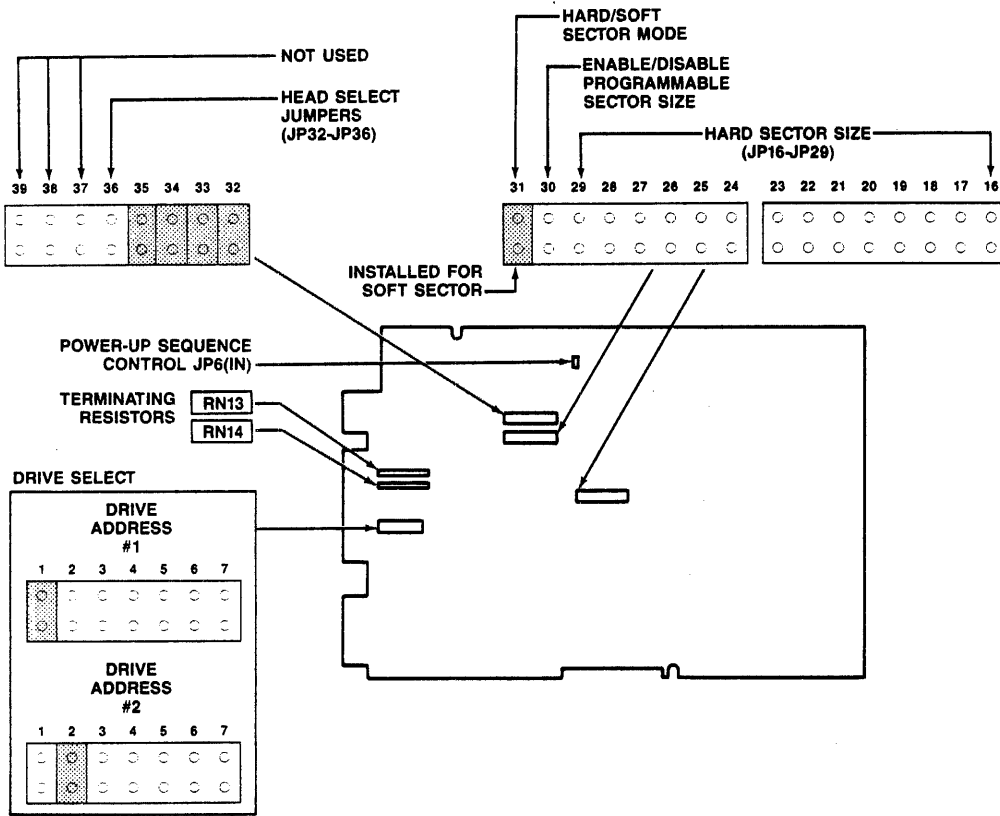 HARD/SOFT
SECTOR MODE
NOT USED
ENABLE/DISABLE
PROGRAMMABLE
SECTOR SIZE
HEAD SELECT
JUMPERS
(JP32-JP36)
HARD SECTOR SIZE
(JP16-JP29)
39 38 37 36 35 34 33 32
31 30 29 28 27 26 25 24 23 22 21 20 19 18 17 16
INSTALLED FOR
SOFT SECTOR
POWER-UP SEQUENCE
CONTROL JP6(IN)
TERMINATING
RESISTORS
RN13
RN14
DRIVE SELECT
DRIVE
ADDRESS
#1
1 2 3 4 5 6 7
DRIVE
ADDRESS
#2
1 2 3 4 5 6 7